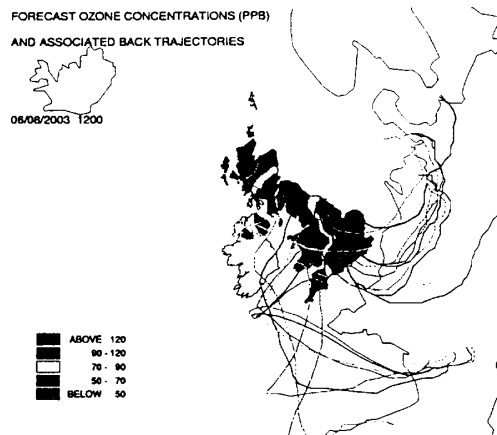 FORECAST OZONE CONCENTRATIONS (PPB)
AND ASSOCIATED BACK TRAJECTORIES
06/08/2003 1200
ABOVE 120
90 - 120
70 - 90
50 - 70
BELOW 50